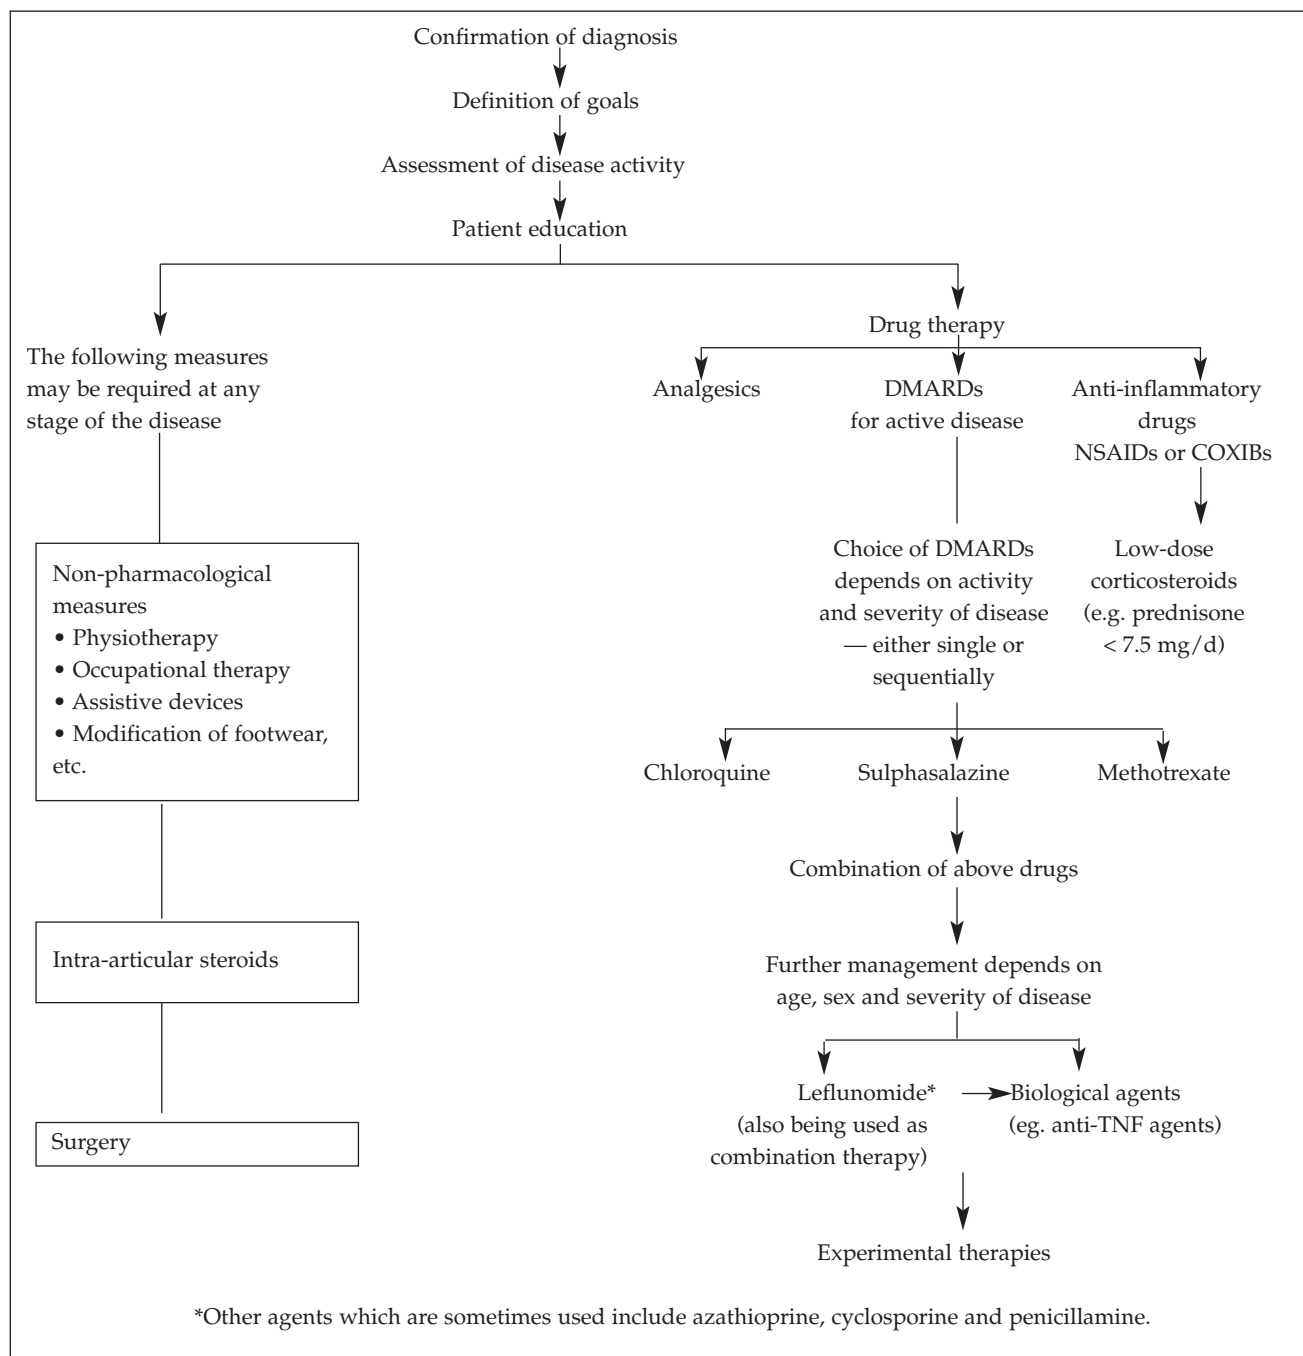 Confirmation of diagnosis
Definition of goals
Assessment of disease activity
Patient education
The following measures
may be required at any
stage of the disease
Non-pharmacological
measures
• Physiotherapy
• Occupational therapy
• Assistive devices
• Modification of footwear,
etc.
Intra-articular steroids
Surgery
Drug therapy
Analgesics
DMARDs
for active disease
Anti-inflammatory
drugs
NSAIDs or COXIBs
Choice of DMARDs
depends on activity
and severity of disease
— either single or
sequentially
Low-dose
corticosteroids
(e.g. prednisone
< 7.5 mg/d)
Chloroquine
Sulphasalazine
Methotrexate
Combination of above drugs
Further management depends on
age, sex and severity of disease
Leflunomide*
(also being used as
combination therapy)
Biological agents
(eg. anti-TNF agents)
Experimental therapies
*Other agents which are sometimes used include azathioprine, cyclosporine and penicillamine.